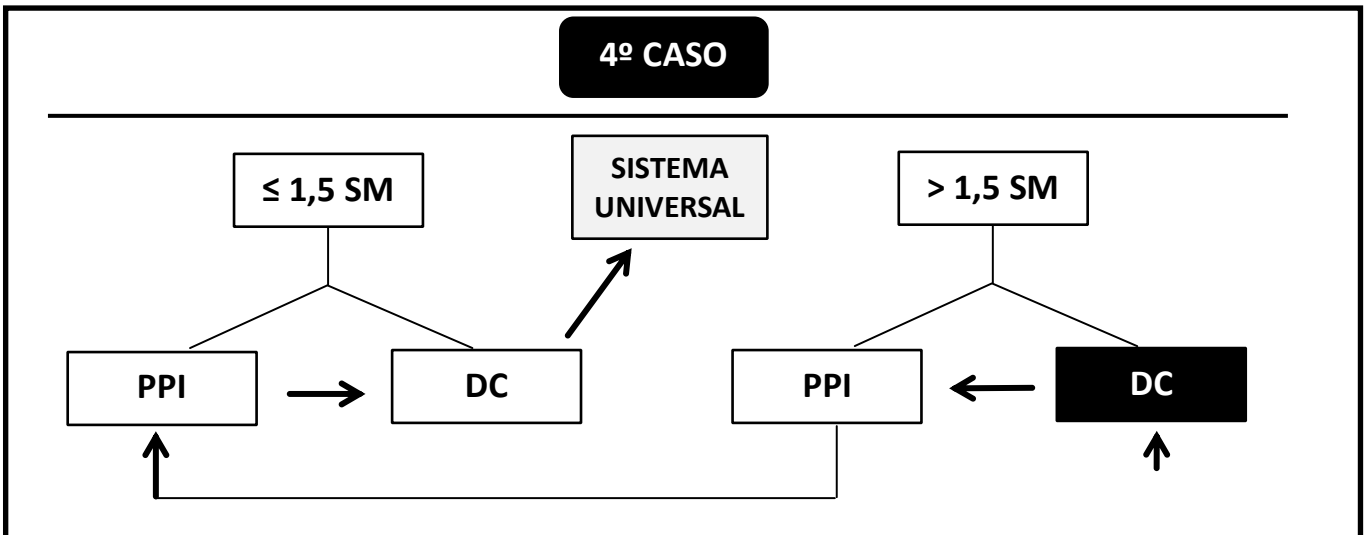 4º CASO
≤ 1,5 SM
SISTEMA
UNIVERSAL
> 1,5 SM
PPI
DC
PPI
DC